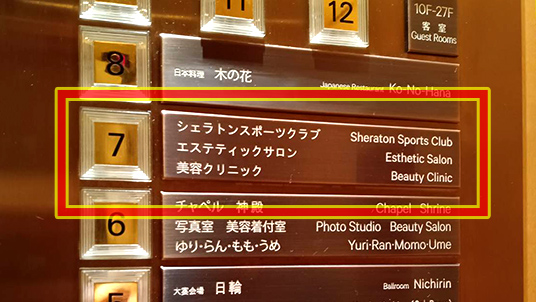 11
12
10F-27F
客室
Guest Rooms
8
日本料理 木の花 Japanese Restaurant Ko-No-Hana
7
シェラトンスポーツクラブ Sheraton Sports Club
エステティックサロン Esthetic Salon
美容クリニック Beauty Clinic
6
チャペル 神殿 Chapel Shrine
写真室 美容着付室 Photo Studio Beauty Salon
ゆり・らん・もも・うめ Yuri・Ran・Momo・Ume
5
大宴会場 日輪 Ballroom Nichirin